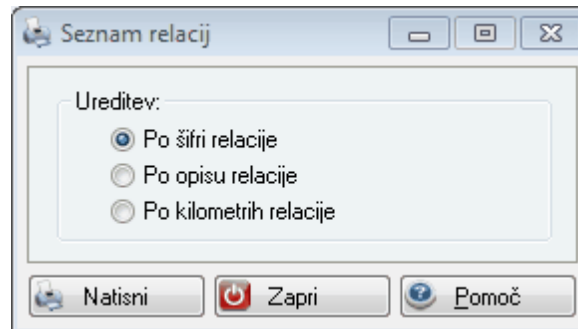 Seznam relacij
Ureditev:
Po šifri relacije
Po opisu relacije
Po kilometrih relacije
Natisni Zapri Pomoč